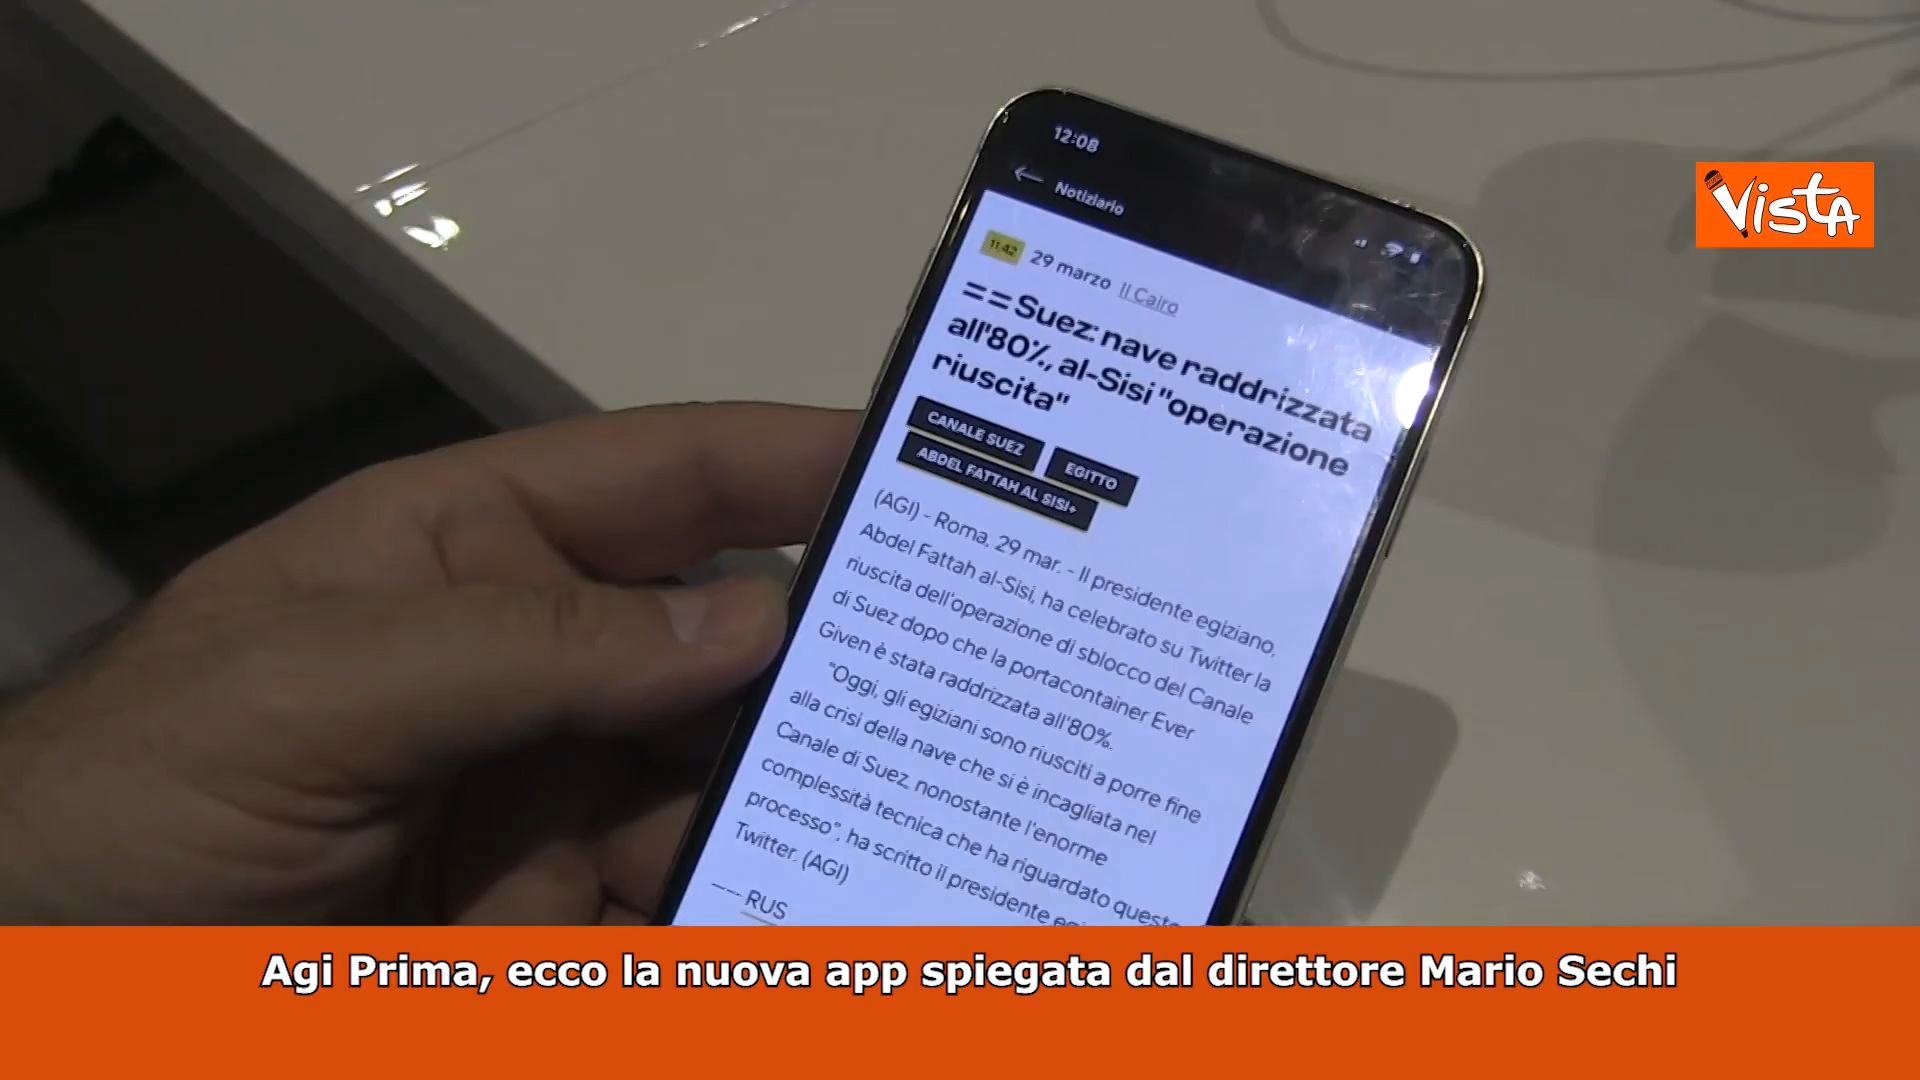 12:08
Notiziario
Vista
11:42 29 marzo Il Cairo
==Suez: nave raddrizzata
all'80%, al-Sisi "operazione
riuscita"
CANALE SUEZ EGITTO
ABDEL FATTAH AL SISI+
(AGI) - Roma, 29 mar. - Il presidente egiziano,
Abdel Fattah al-Sisi, ha celebrato su Twitter la
riuscita dell'operazione di sblocco del Canale
di Suez dopo che la portacontainer Ever
Given è stata raddrizzata all'80%.
"Oggi, gli egiziani sono riusciti a porre fine
alla crisi della nave che si è incagliata nel
Canale di Suez, nonostante l'enorme
complessità tecnica che ha riguardato questo
processo", ha scritto il presidente
Twitter. (AGI)
--- RUS
Agi Prima, ecco la nuova app spiegata dal direttore Mario Sechi